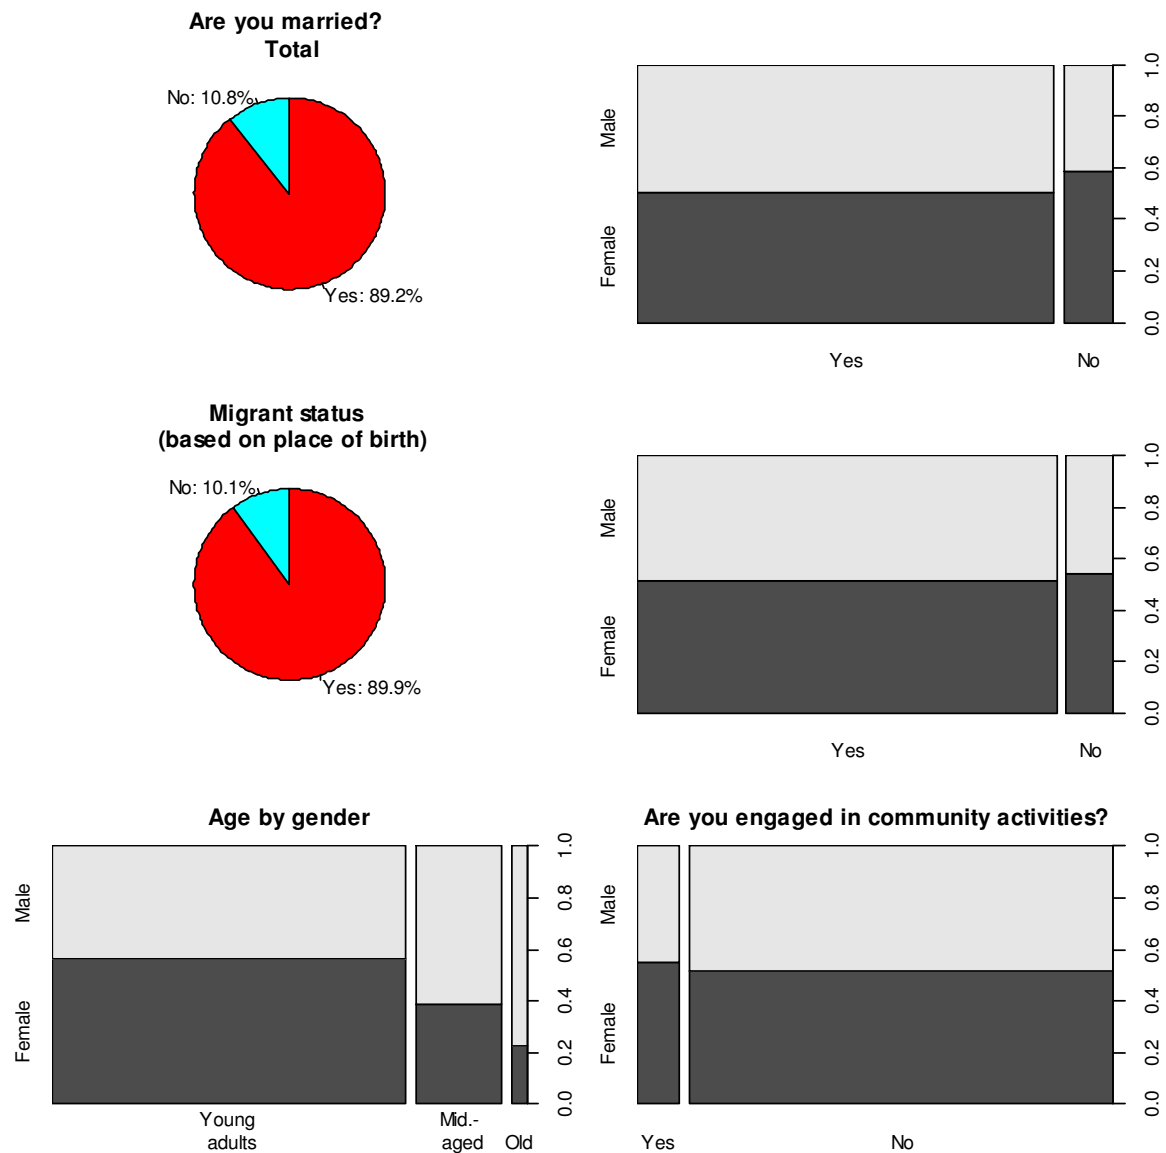 Are you married?
Total
No: 10.8%
Yes: 89.2%
Male
Female
0.0 0.2 0.4 0.6 0.8 1.0
Yes No
Migrant status
(based on place of birth)
No: 10.1%
Yes: 89.9%
Male
Female
0.0 0.2 0.4 0.6 0.8 1.0
Yes No
Age by gender
Male
Female
0.0 0.2 0.4 0.6 0.8 1.0
Young
adults
Mid.-
aged
Old
Are you engaged in community activities?
Male
Female
0.0 0.2 0.4 0.6 0.8 1.0
Yes No